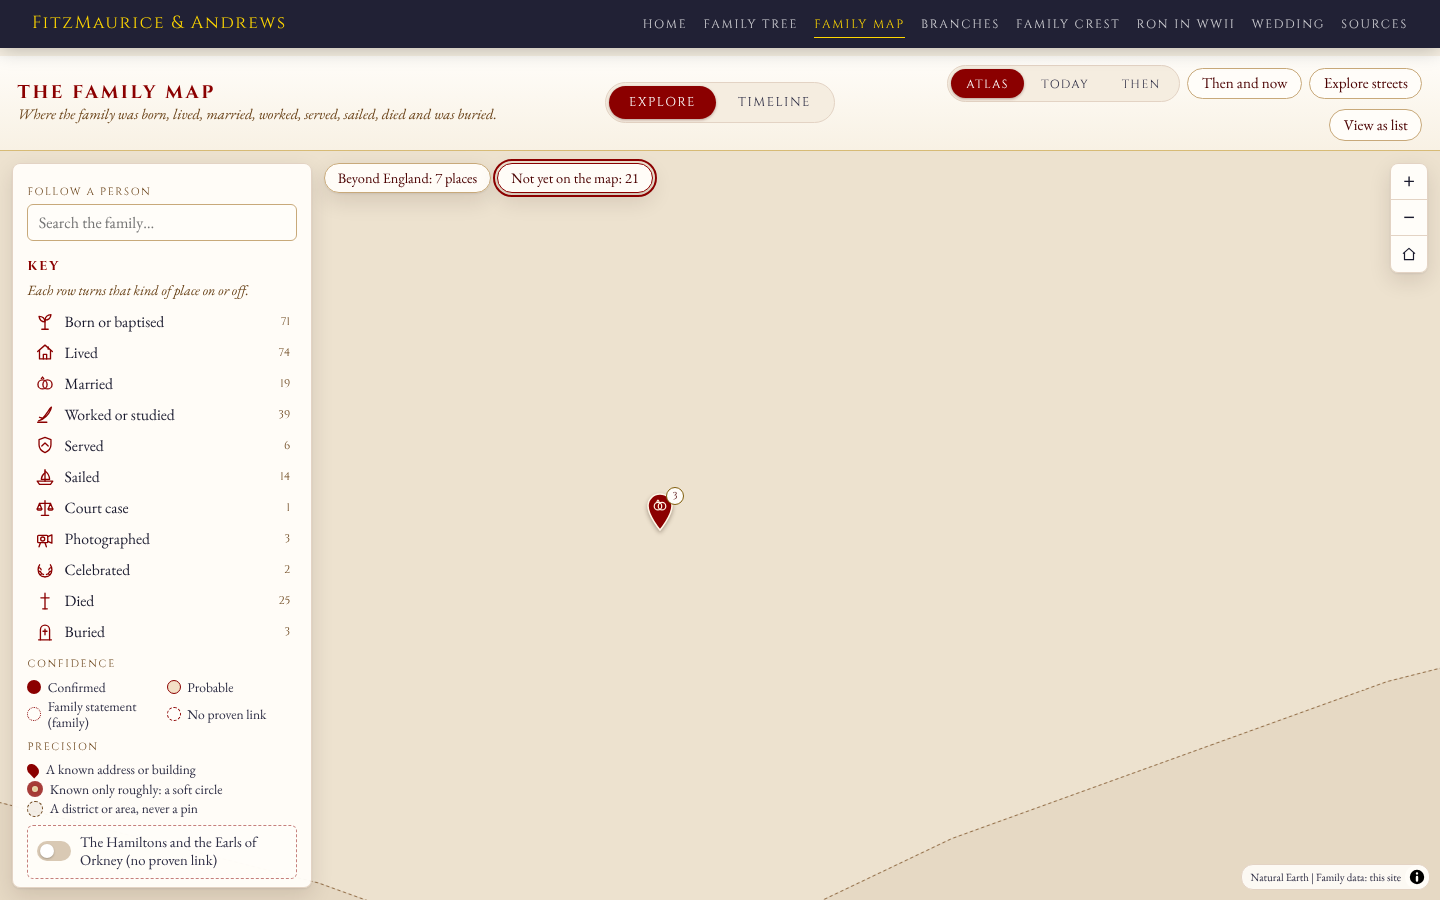 FitzMaurice & Andrews
HOME FAMILY TREE FAMILY MAP BRANCHES FAMILY CREST RON IN WWII WEDDING SOURCES
THE FAMILY MAP
Where the family was born, lived, married, worked, served, sailed, died and was buried.
EXPLORE TIMELINE
ATLAS TODAY THEN Then and now Explore streets
View as list
FOLLOW A PERSON
Search the family...
KEY
Each row turns that kind of place on or off.
Born or baptised 71
Lived 74
Married 19
Worked or studied 39
Served 6
Sailed 14
Court case 1
Photographed 3
Celebrated 2
Died 25
Buried 3
CONFIDENCE
Confirmed Probable
Family statement (family) No proven link
PRECISION
A known address or building
Known only roughly: a soft circle
A district or area, never a pin
The Hamiltons and the Earls of
Orkney (no proven link)
Beyond England: 7 places Not yet on the map: 21
+
−
3
Natural Earth | Family data: this site